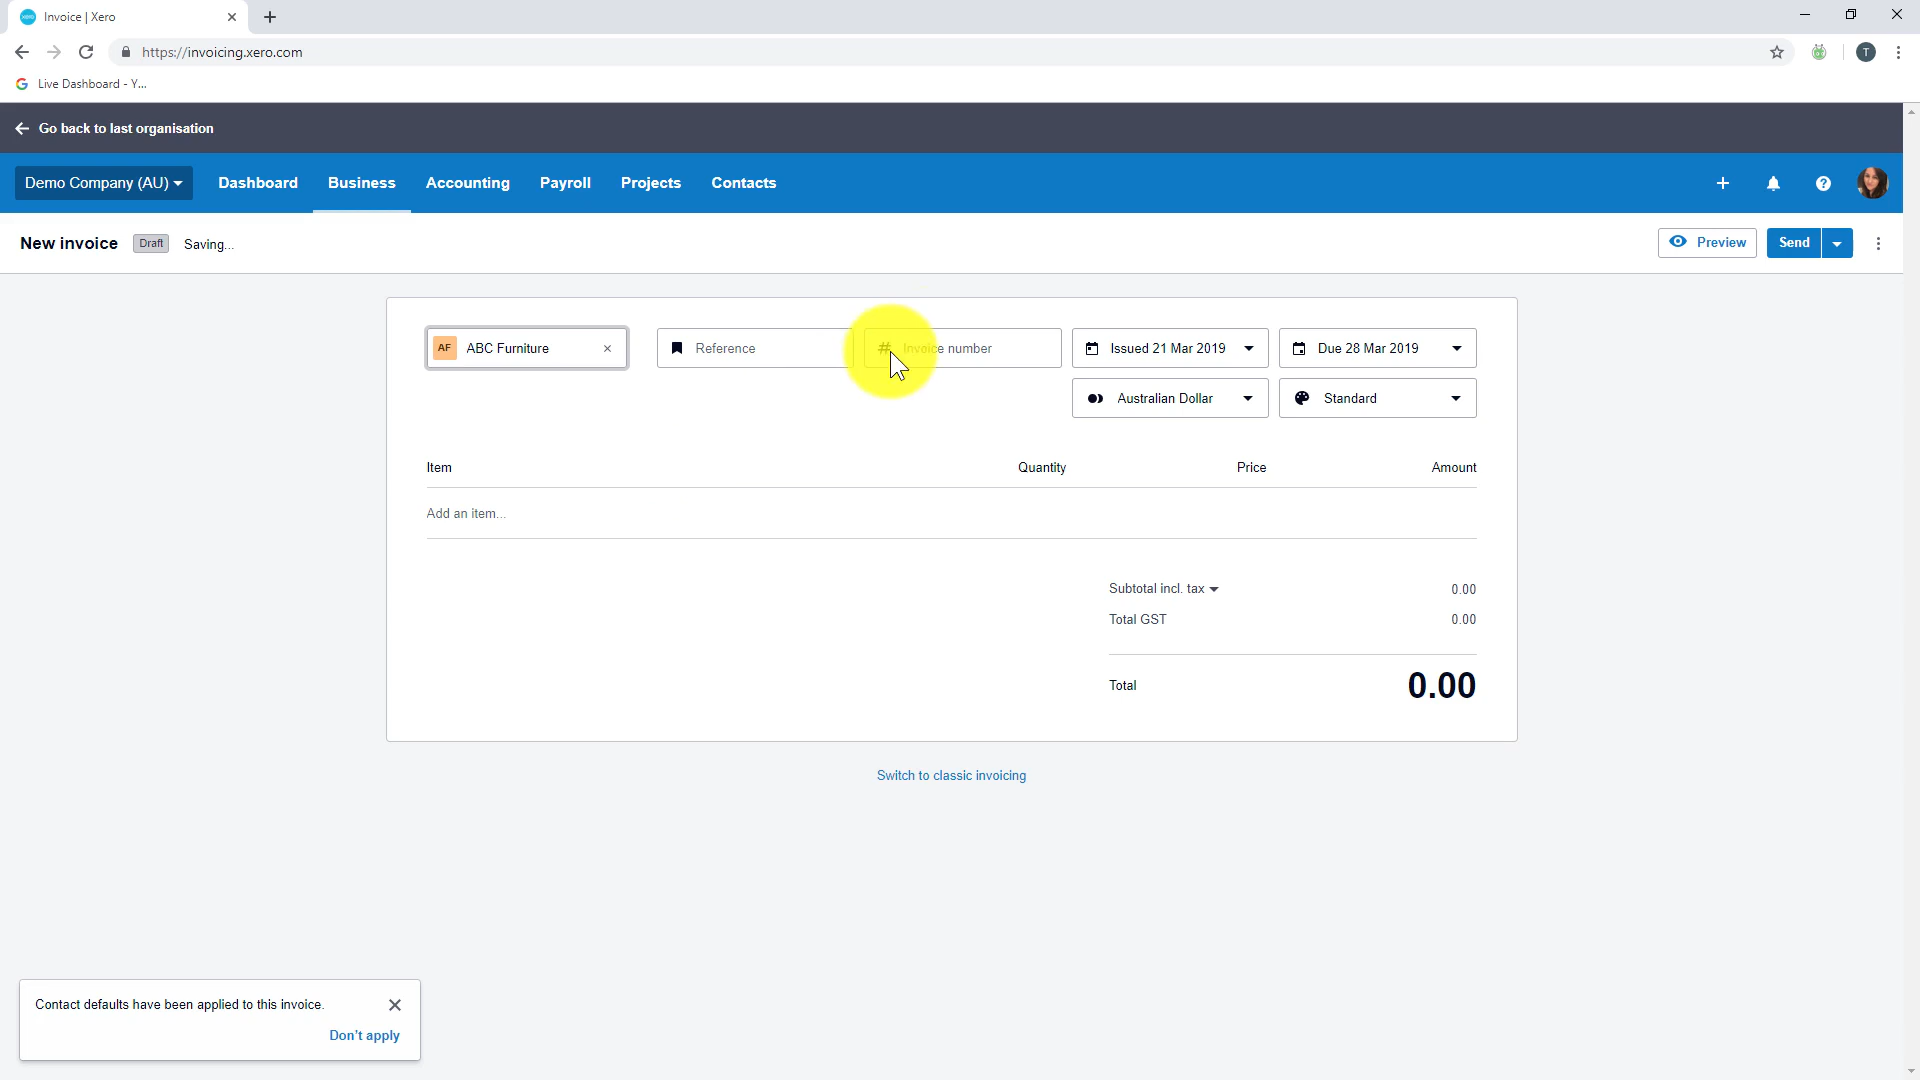 Invoice | Xero
https://invoicing.xero.com
T
Live Dashboard - Y...
Go back to last organisation
Demo Company (AU) Dashboard Business Accounting Payroll Projects Contacts
New invoice Draft Saving... Preview Send
AF ABC Furniture Reference # Invoice number Issued 21 Mar 2019 Due 28 Mar 2019
Australian Dollar Standard
Item Quantity Price Amount
Add an item...
Subtotal incl. tax 0.00
Total GST 0.00
Total 0.00
Switch to classic invoicing
Contact defaults have been applied to this invoice.
Don't apply